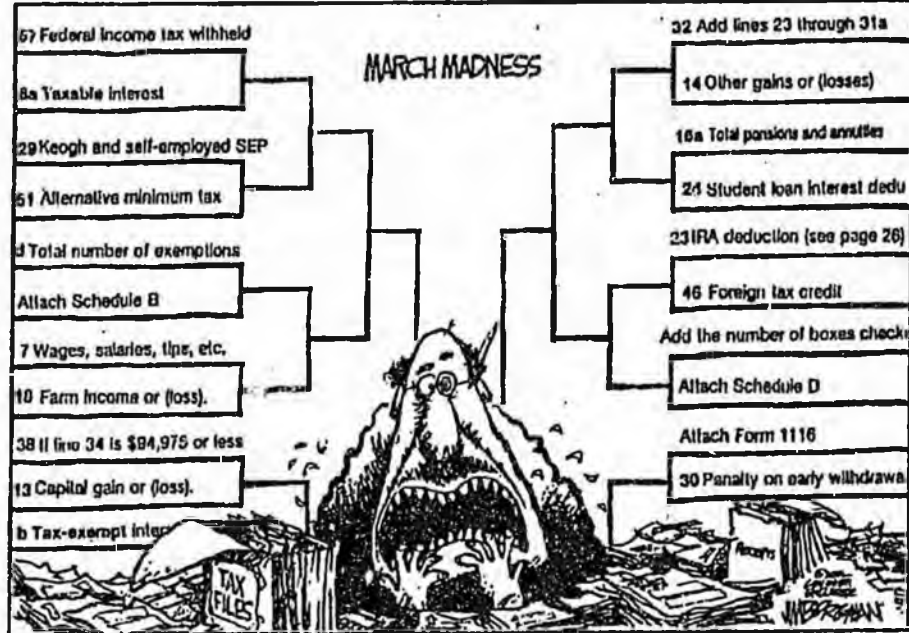 MARCH MADNESS
57 Federal income tax withheld
8a Taxable interest
29 Keogh and self-employed SEP
51 Alternative minimum tax
d Total number of exemptions
Attach Schedule B
7 Wages, salaries, tips, etc.
18 Farm income or (loss).
38 If line 34 is $94,975 or less
13 Capital gain or (loss).
b Tax-exempt inter
32 Add lines 23 through 31a
14 Other gains or (losses)
16a Total pensions and annuities
24 Student loan interest dedu
23 IRA deduction (see page 26)
46 Foreign tax credit
Add the number of boxes checke
Attach Schedule D
Attach Form 1116
30 Penalty on early withdrawa
TAX
FILES
RECEIPTS